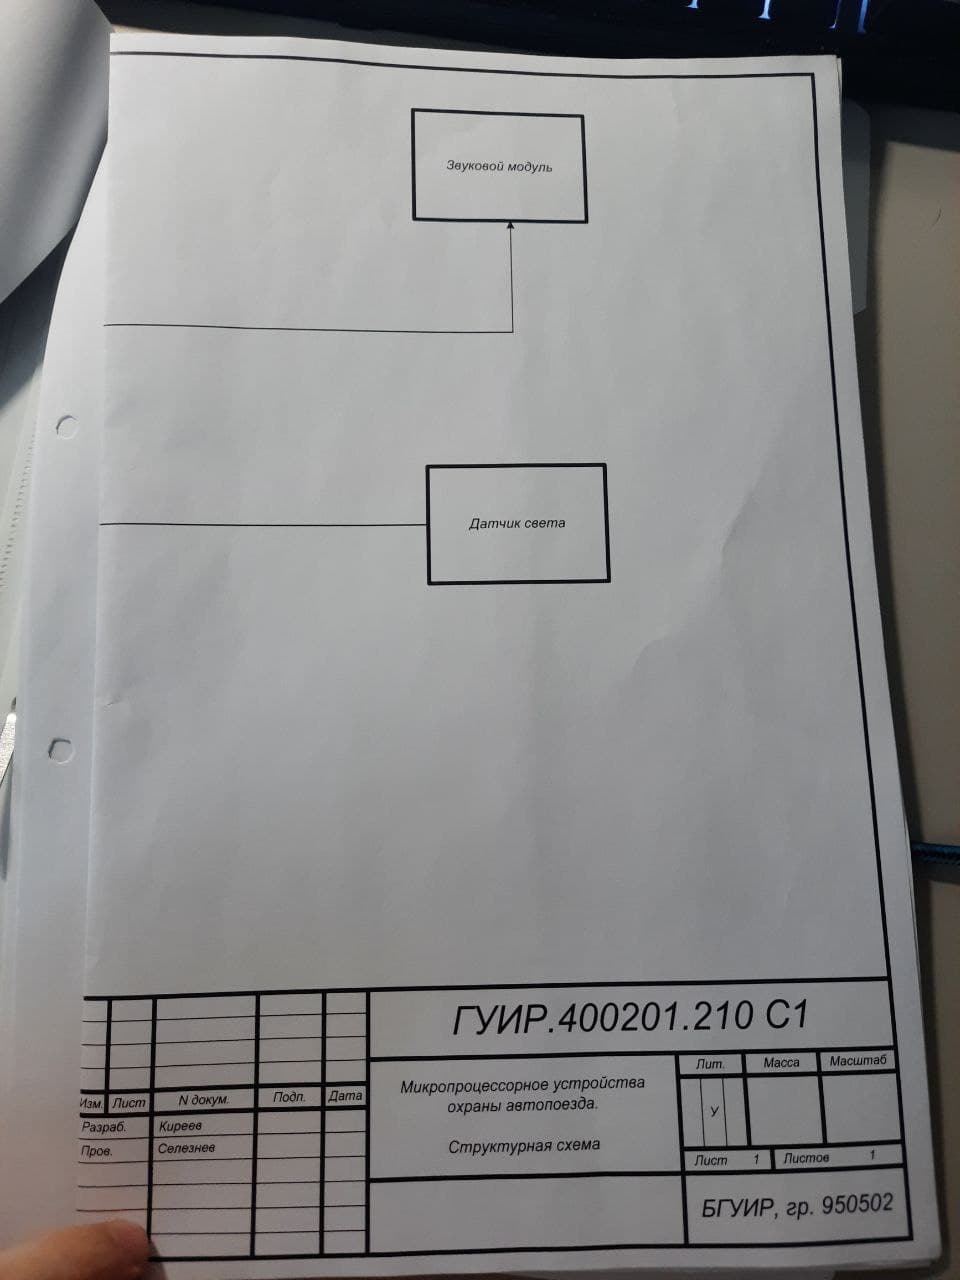 Звуковой модуль
Датчик света
ГУИР.400201.210 С1
Микропроцессорное устройства
охраны автопоезда.
Структурная схема
Лит. Масса Масштаб
У
Лист 1 Листов 1
БГУИР, гр. 950502
Изм. Лист N докум. Подп. Дата
Разраб. Киреев
Пров. Селезнев